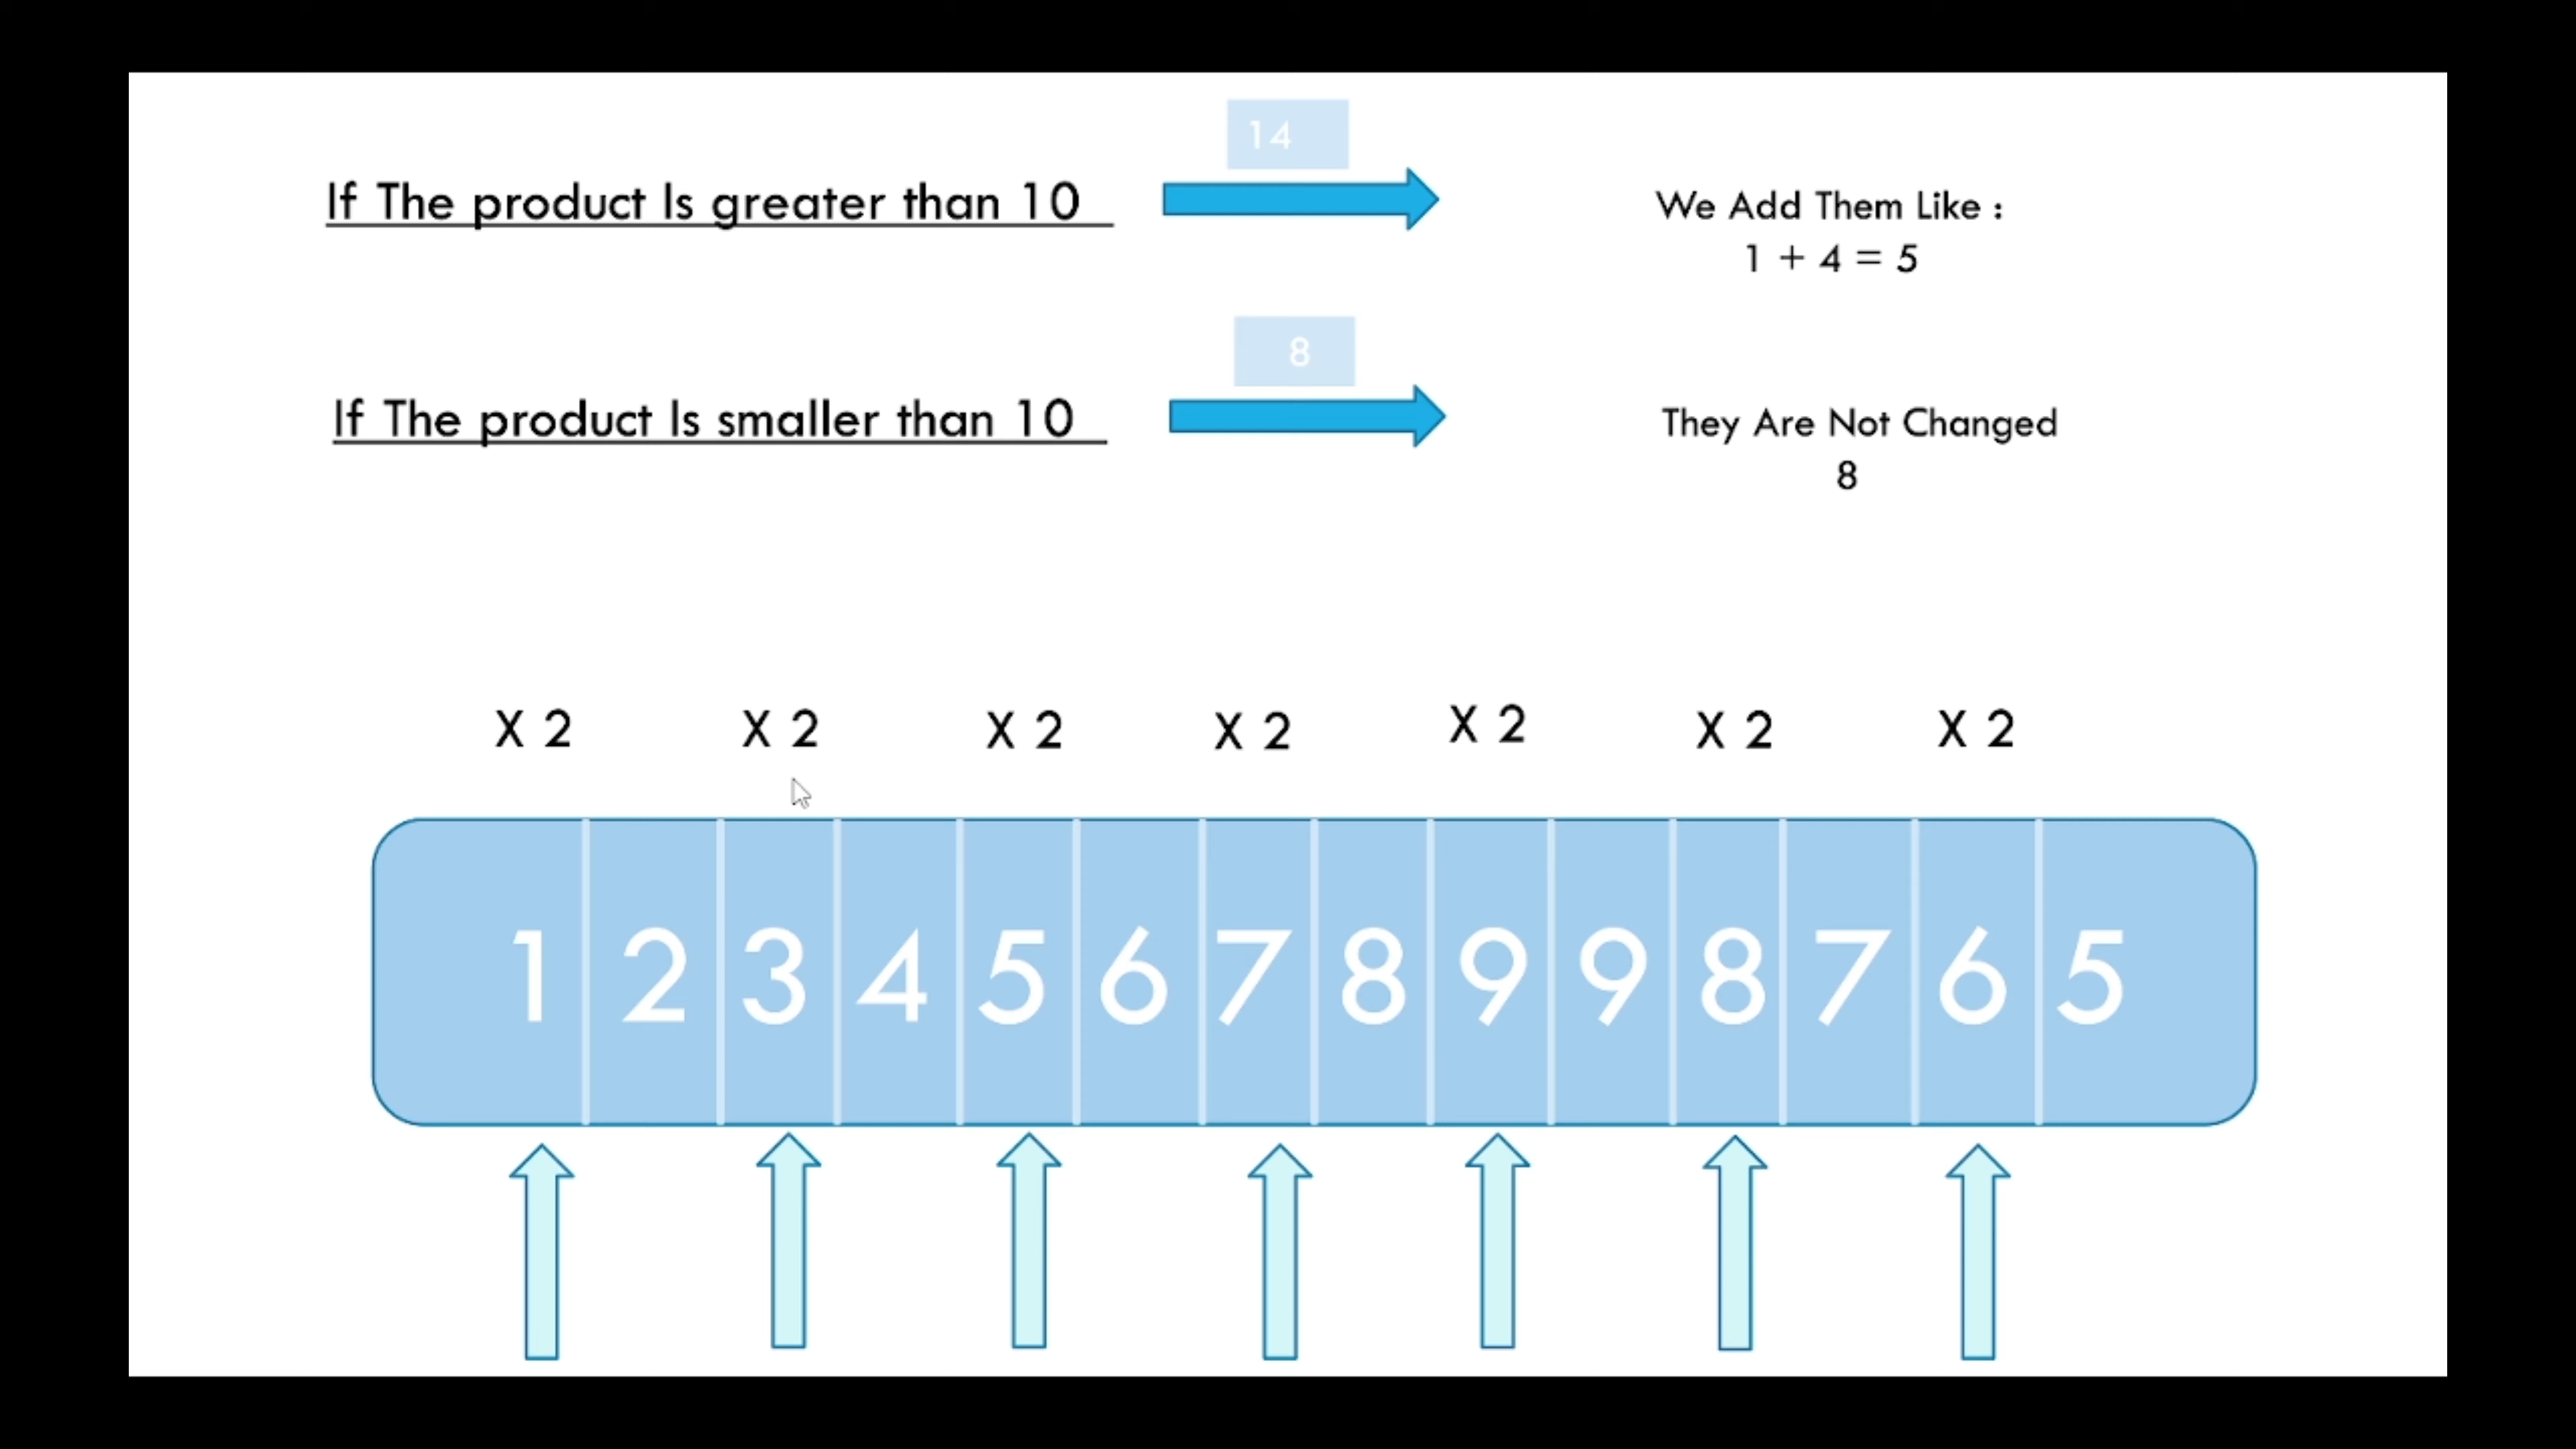 14
If The product Is greater than 10
We Add Them Like :
1 + 4 = 5
8
If The product Is smaller than 10
They Are Not Changed
8
X 2 X 2 X 2 X 2 X 2 X 2 X 2
1 2 3 4 5 6 7 8 9 9 8 7 6 5